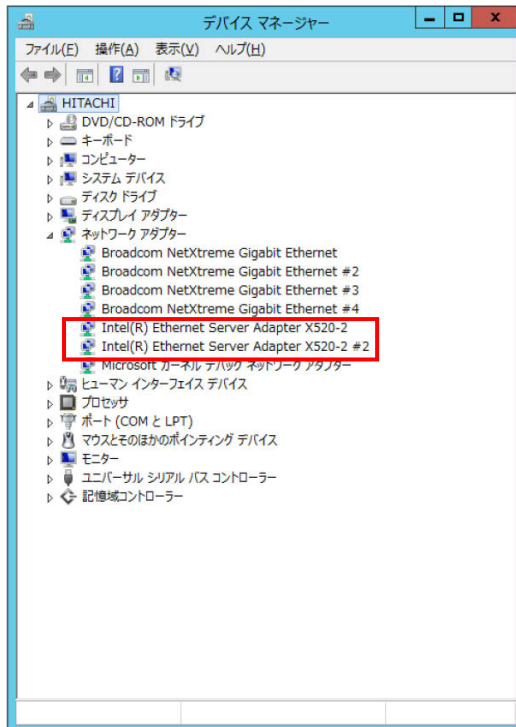 デバイス マネージャー
ファイル(F) 操作(A) 表示(V) ヘルプ(H)
HITACHI
DVD/CD-ROM ドライブ
キーボード
コンピューター
システム デバイス
ディスク ドライブ
ディスプレイ アダプター
ネットワーク アダプター
Broadcom NetXtreme Gigabit Ethernet
Broadcom NetXtreme Gigabit Ethernet #2
Broadcom NetXtreme Gigabit Ethernet #3
Broadcom NetXtreme Gigabit Ethernet #4
Intel(R) Ethernet Server Adapter X520-2
Intel(R) Ethernet Server Adapter X520-2 #2
Microsoft カーネル デバッグ ネットワーク アダプター
ヒューマン インターフェイス デバイス
プロセッサ
ポート (COM と LPT)
マウスとそのほかのポインティング デバイス
モニター
ユニバーサル シリアル バス コントローラー
記憶域コントローラー